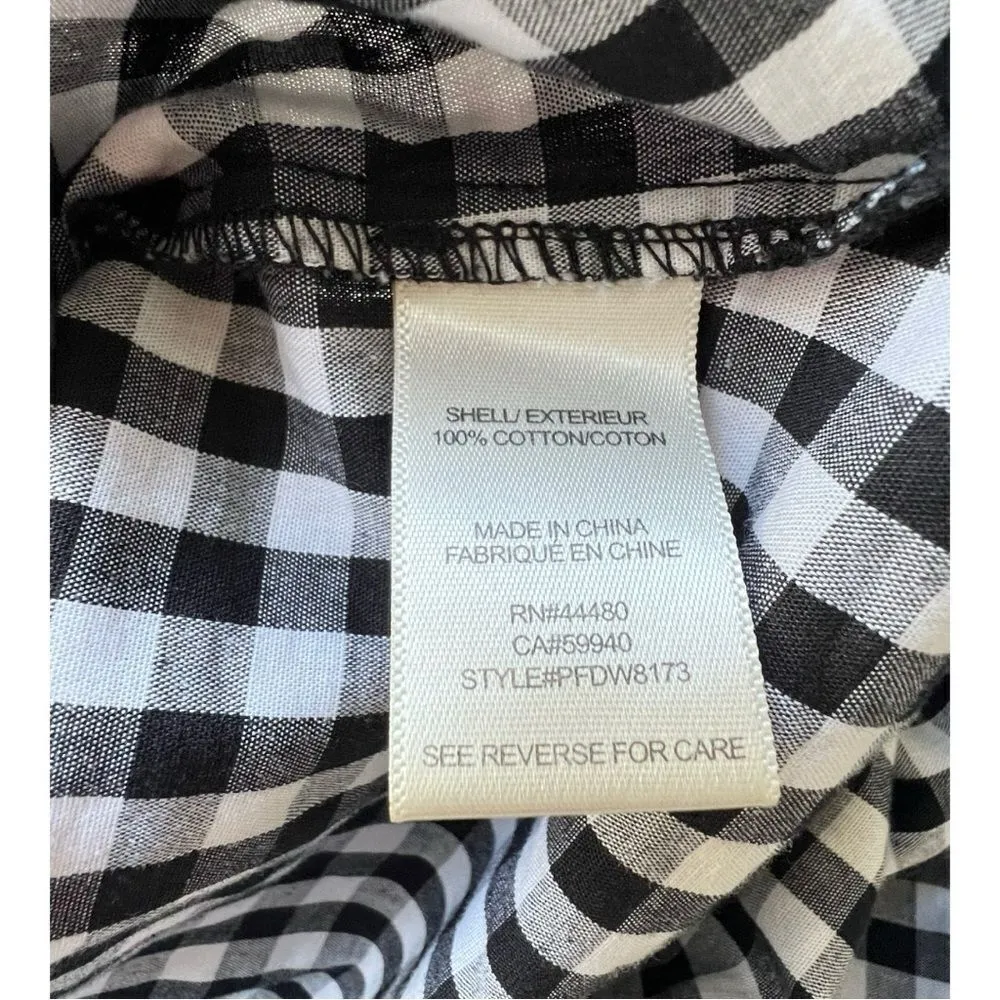 SHELL/ EXTERIEUR
100% COTTON/COTON
MADE IN CHINA
FABRIQUE EN CHINE
RN#44480
CA#59940
STYLE#PFDW8173
SEE REVERSE FOR CARE